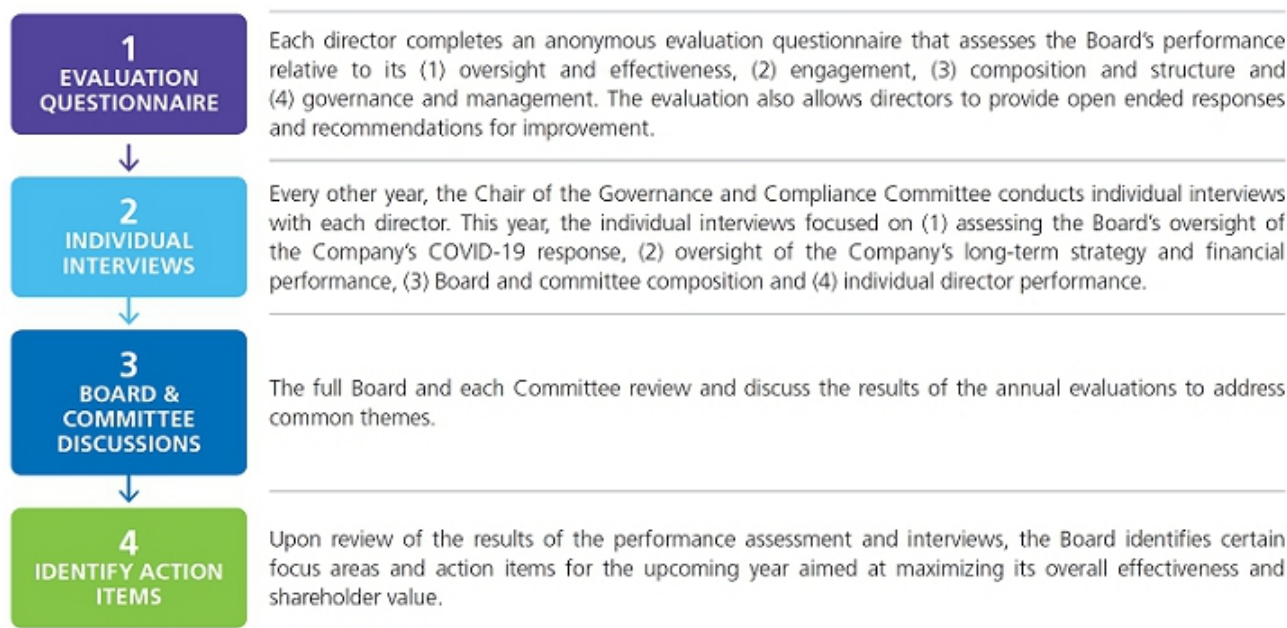 1
EVALUATION
QUESTIONNAIRE
Each director completes an anonymous evaluation questionnaire that assesses the Board's performance
relative to its (1) oversight and effectiveness, (2) engagement, (3) composition and structure and
(4) governance and management. The evaluation also allows directors to provide open ended responses
and recommendations for improvement.
2
INDIVIDUAL
INTERVIEWS
Every other year, the Chair of the Governance and Compliance Committee conducts individual interviews
with each director. This year, the individual interviews focused on (1) assessing the Board's oversight of
the Company's COVID-19 response, (2) oversight of the Company's long-term strategy and financial
performance, (3) Board and committee composition and (4) individual director performance.
3
BOARD &
COMMITTEE
DISCUSSIONS
The full Board and each Committee review and discuss the results of the annual evaluations to address
common themes.
4
IDENTIFY ACTION
ITEMS
Upon review of the results of the performance assessment and interviews, the Board identifies certain
focus areas and action items for the upcoming year aimed at maximizing its overall effectiveness and
shareholder value.